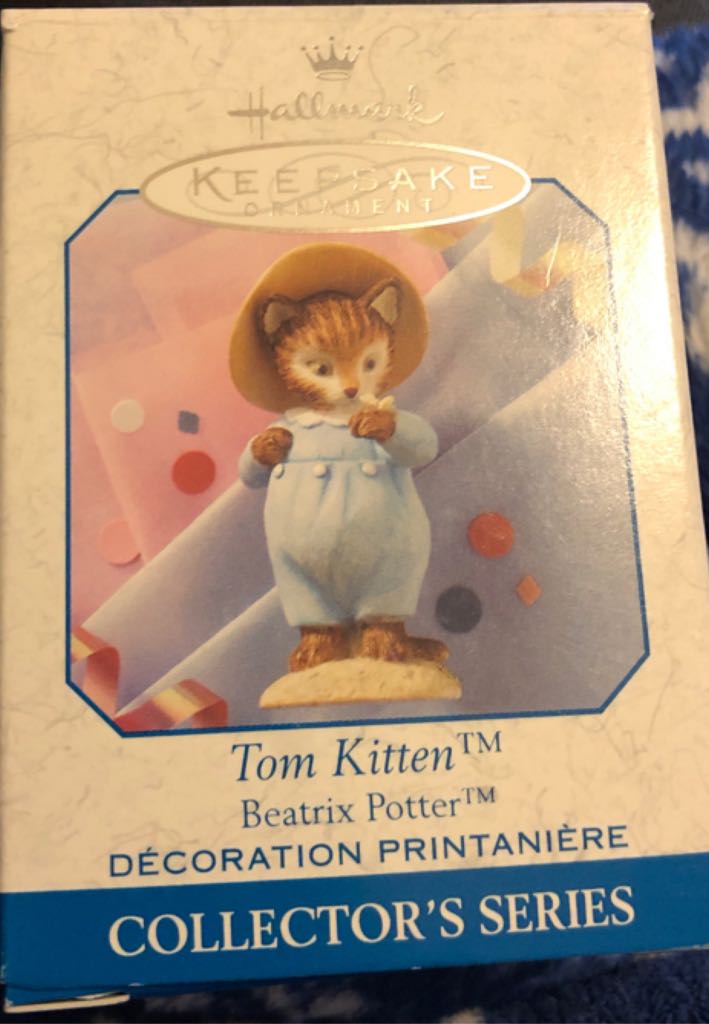 Hallmark
KEEPSAKE
ORNAMENT
Tom Kitten™
Beatrix Potter™
DÉCORATION PRINTANIÈRE
COLLECTOR'S SERIES